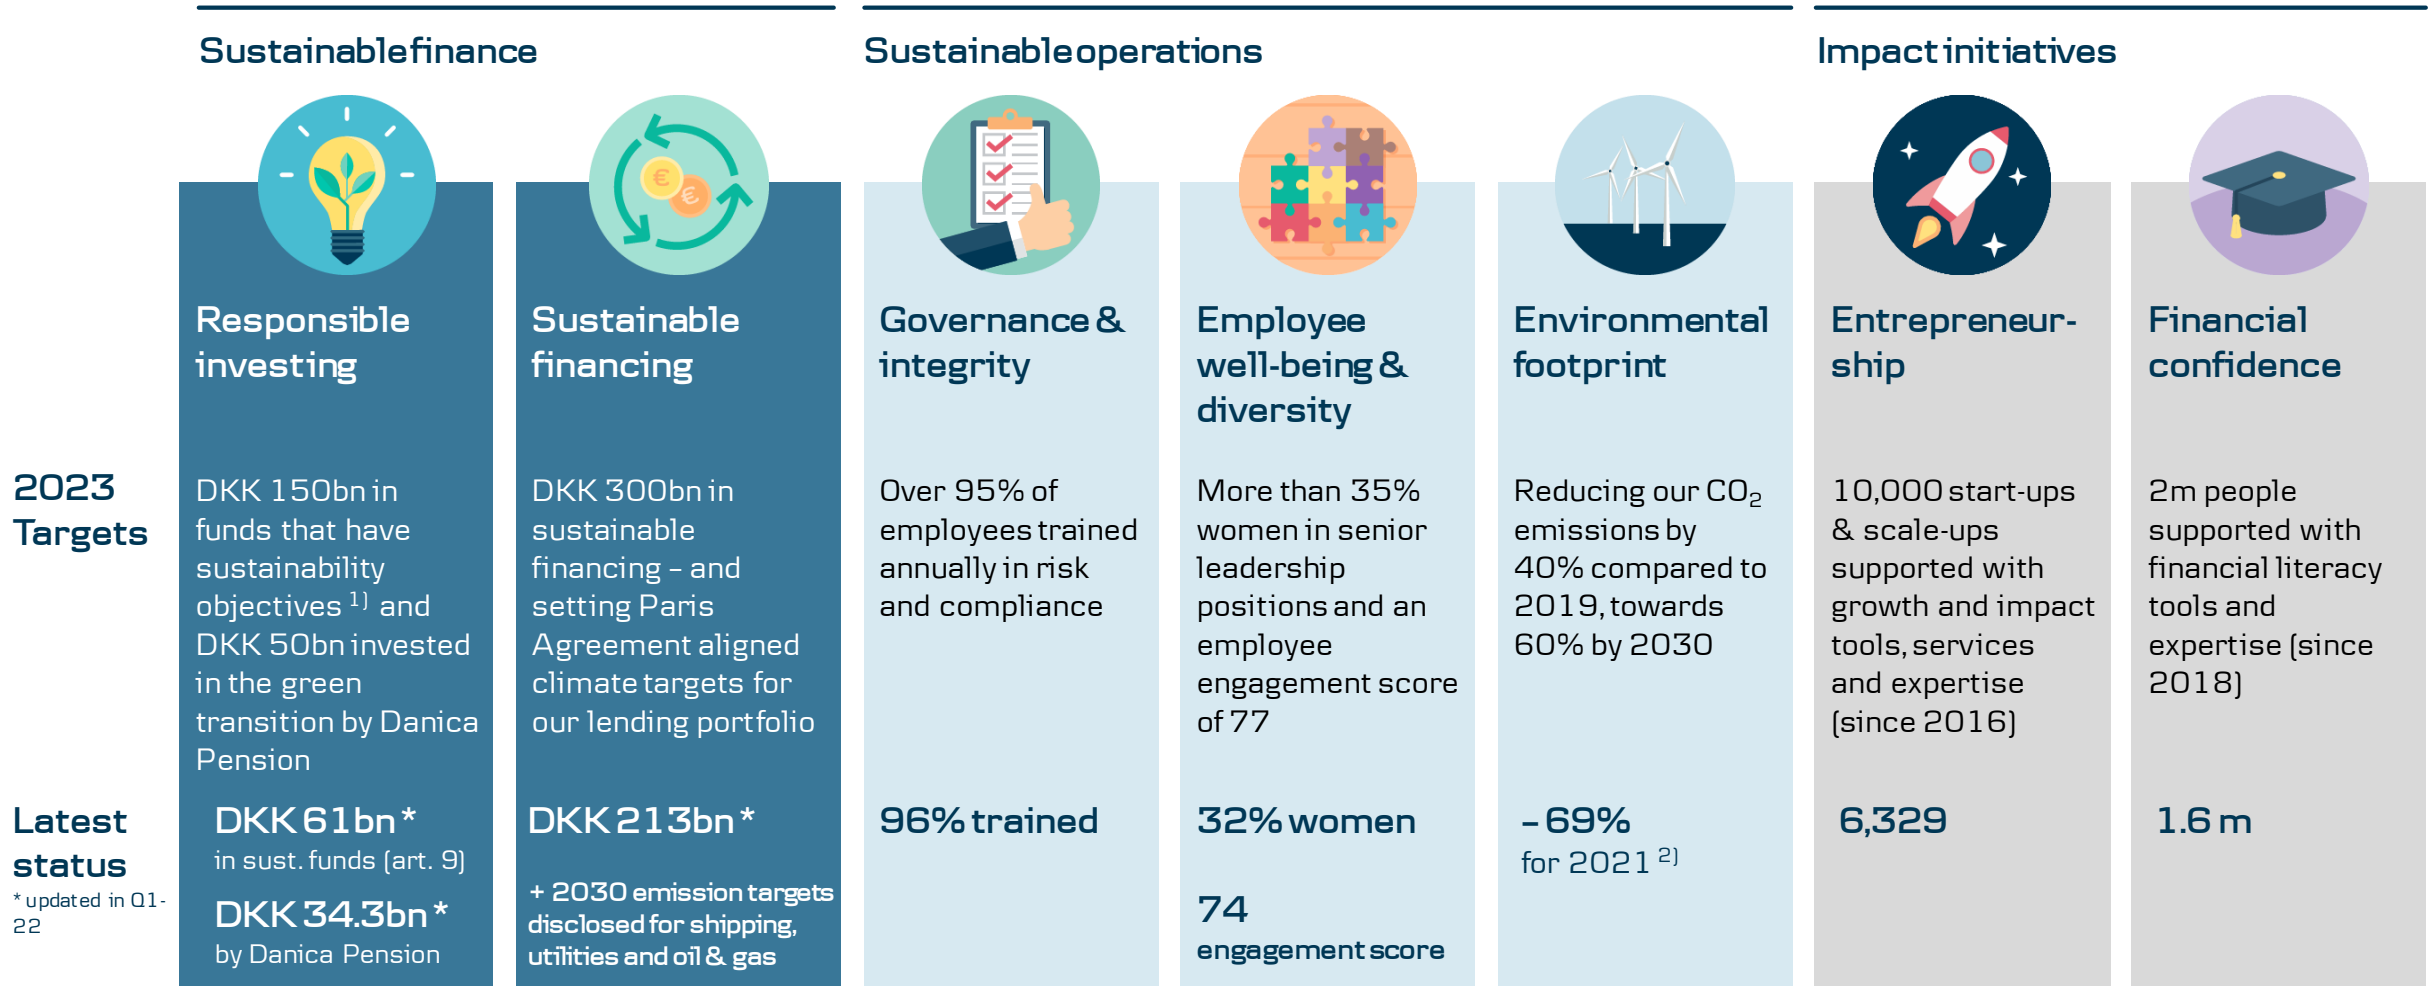 Sustainable finance
Sustainable operations
Impact initiatives
Responsible
investing
Sustainable
financing
Governance &
integrity
Employee
well-being &
diversity
Environmental
footprint
Entrepreneur-
ship
Financial
confidence
2023
Targets
DKK 150bn in
funds that have
sustainability
objectives 1) and
DKK 50bn invested
in the green
transition by Danica
Pension
DKK 300bn in
sustainable
financing – and
setting Paris
Agreement aligned
climate targets for
our lending portfolio
Over 95% of
employees trained
annually in risk
and compliance
More than 35%
women in senior
leadership
positions and an
employee
engagement score
of 77
Reducing our CO2
emissions by
40% compared to
2019, towards
60% by 2030
10,000 start-ups
& scale-ups
supported with
growth and impact
tools, services
and expertise
(since 2016)
2m people
supported with
financial literacy
tools and
expertise (since
2018)
Latest
status
* updated in Q1-
22
DKK 61bn *
in sust. funds (art. 9)
DKK 34.3bn *
by Danica Pension
DKK 213bn *
+ 2030 emission targets
disclosed for shipping,
utilities and oil & gas
96% trained
32% women
74
engagement score
– 69%
for 2021 2)
6,329
1.6 m